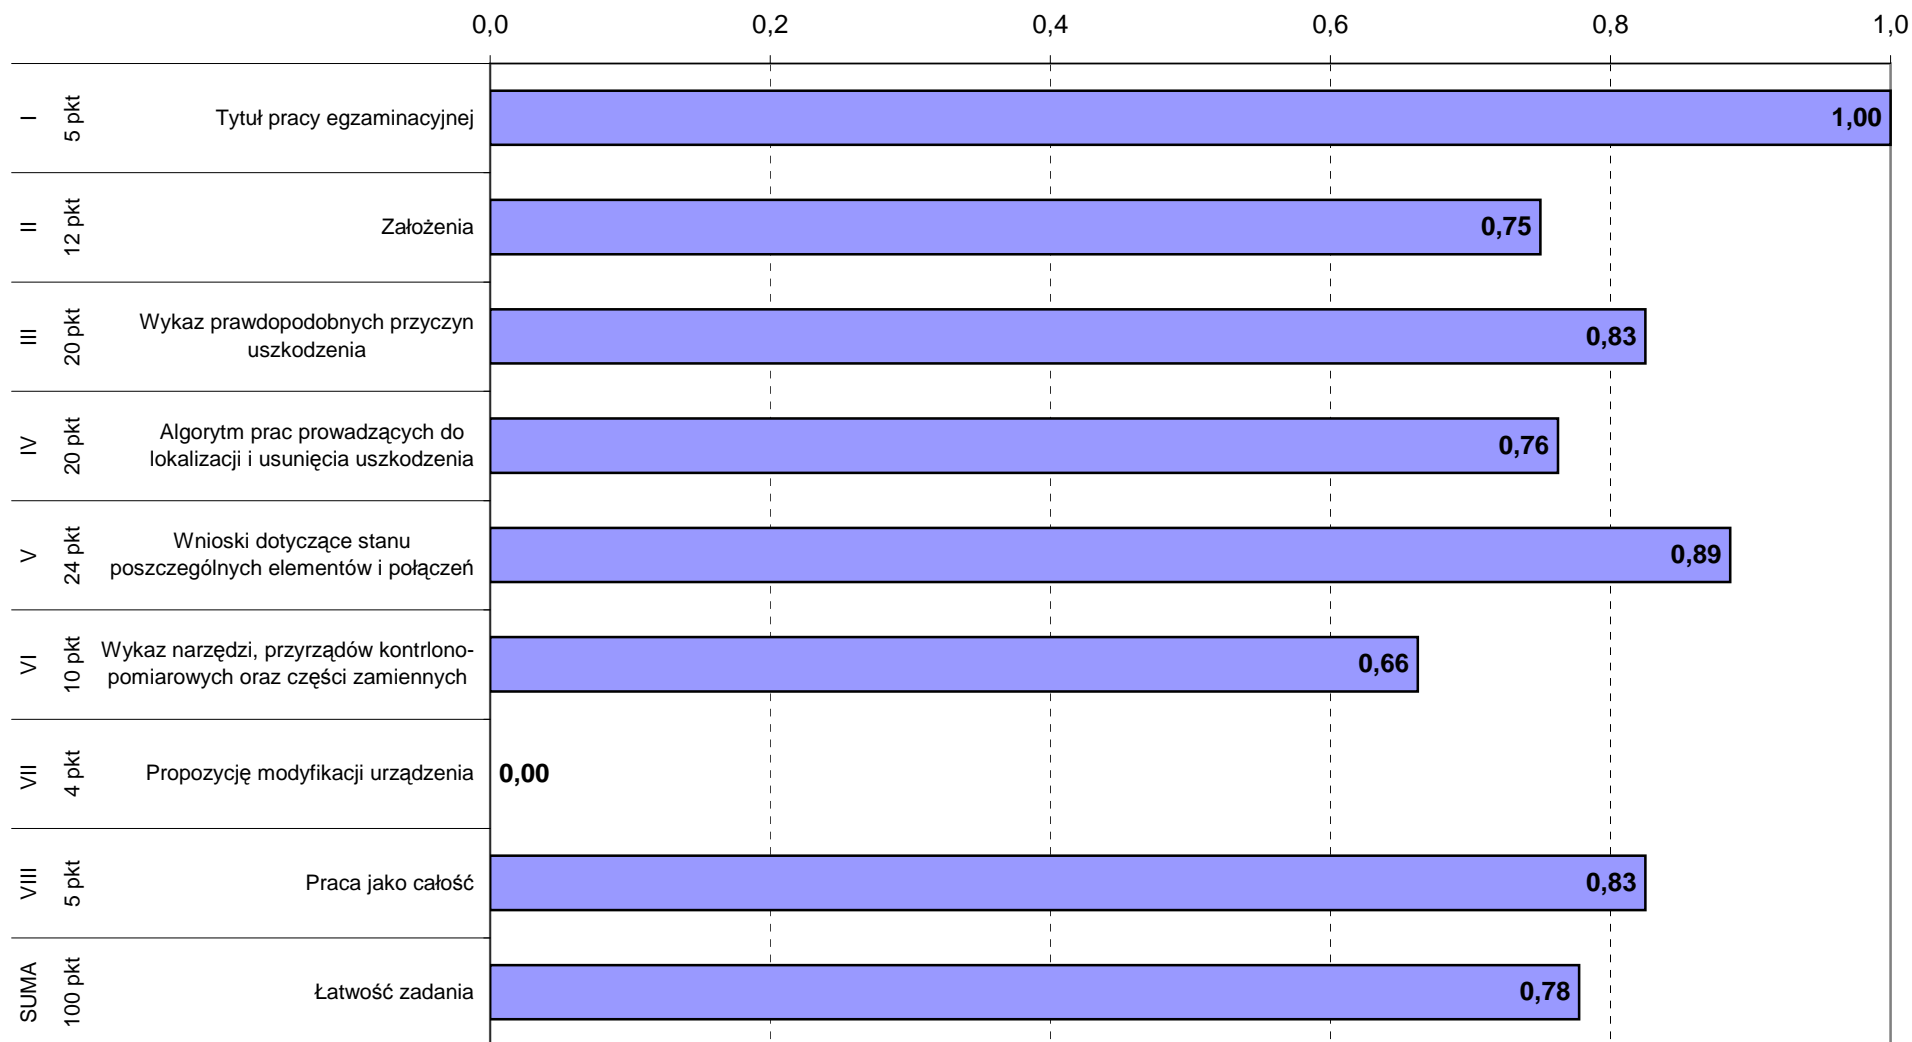 0,0 0,2 0,4 0,6 0,8 1,0
I 5 pkt Tytuł pracy egzaminacyjnej 1,00
II 12 pkt Założenia 0,75
III 20 pkt Wykaz prawdopodobnych przyczyn
uszkodzenia 0,83
IV 20 pkt Algorytm prac prowadzących do
lokalizacji i usunięcia uszkodzenia 0,76
V 24 pkt Wnioski dotyczące stanu
poszczególnych elementów i połączeń 0,89
VI 10 pkt Wykaz narzędzi, przyrządów kontrlono-
pomiarowych oraz części zamiennych 0,66
VII 4 pkt Propozycję modyfikacji urządzenia 0,00
VIII 5 pkt Praca jako całość 0,83
SUMA 100 pkt Łatwość zadania 0,78